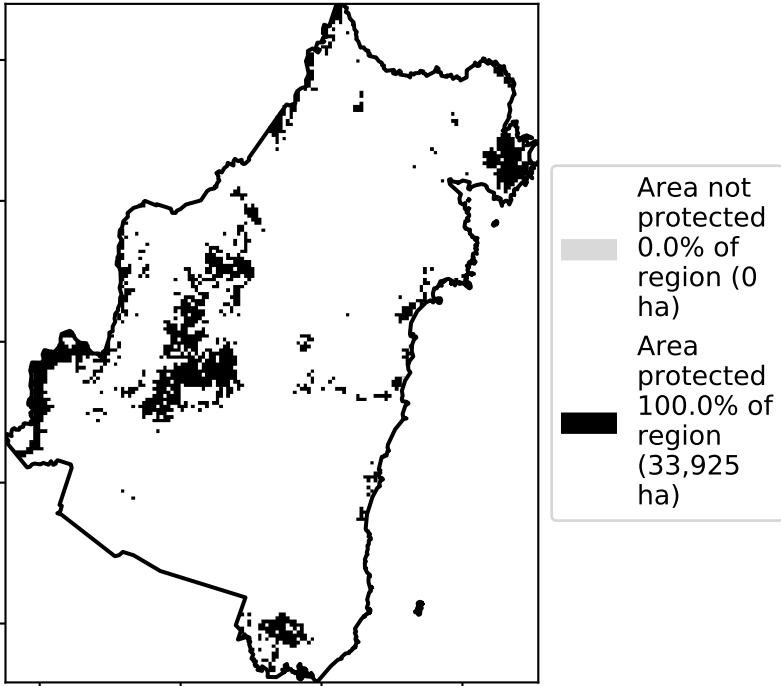 Area not
protected
0.0% of
region (0
ha)
Area
protected
100.0% of
region
(33,925
ha)